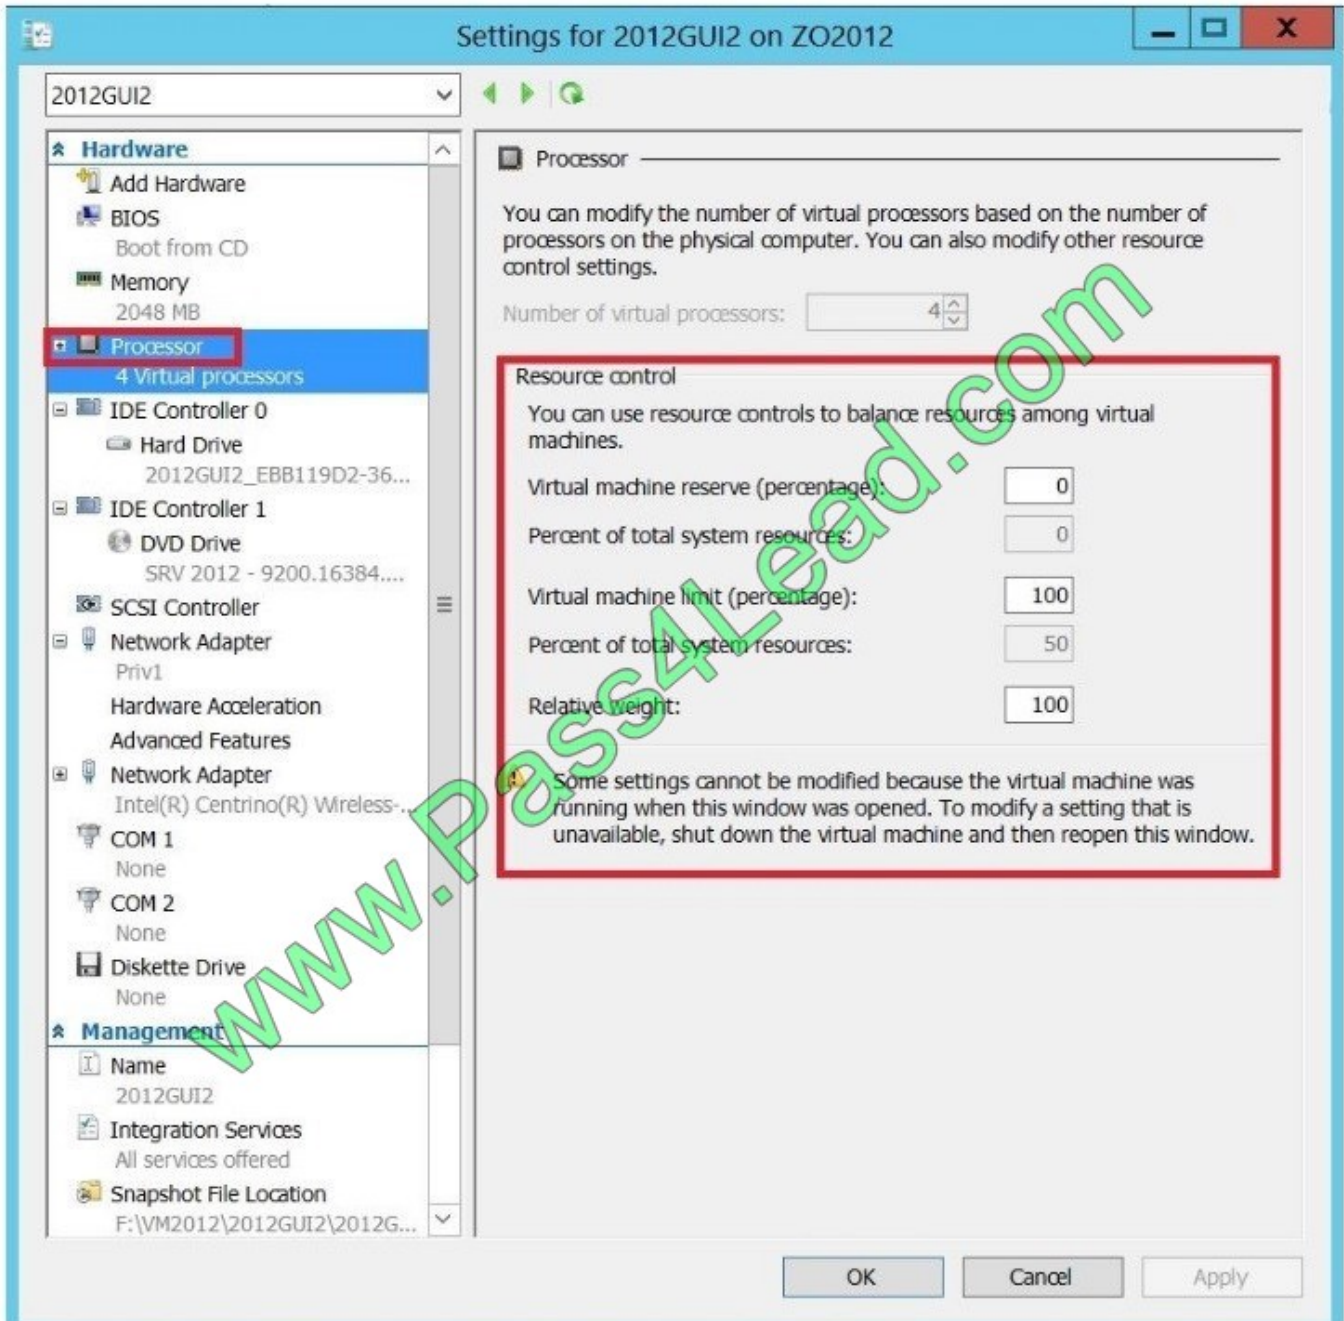 Settings for 2012GUI2 on ZO2012
2012GUI2
Hardware
Add Hardware
BIOS
Boot from CD
Memory
2048 MB
Processor
4 Virtual processors
IDE Controller 0
Hard Drive
2012GUI2_EBB119D2-36...
IDE Controller 1
DVD Drive
SRV 2012 - 9200.16384....
SCSI Controller
Network Adapter
Priv1
Hardware Acceleration
Advanced Features
Network Adapter
Intel(R) Centrino(R) Wireless-...
COM 1
None
COM 2
None
Diskette Drive
None
Management
Name
2012GUI2
Integration Services
All services offered
Snapshot File Location
F:\VM2012\2012GUI2\2012G...
Processor
You can modify the number of virtual processors based on the number of
processors on the physical computer. You can also modify other resource
control settings.
Number of virtual processors: 4
Resource control
You can use resource controls to balance resources among virtual
machines.
Virtual machine reserve (percentage): 0
Percent of total system resources: 0
Virtual machine limit (percentage): 100
Percent of total system resources: 50
Relative weight: 100
Some settings cannot be modified because the virtual machine was
running when this window was opened. To modify a setting that is
unavailable, shut down the virtual machine and then reopen this window.
OK
Cancel
Apply
www.Pass4Lead.com